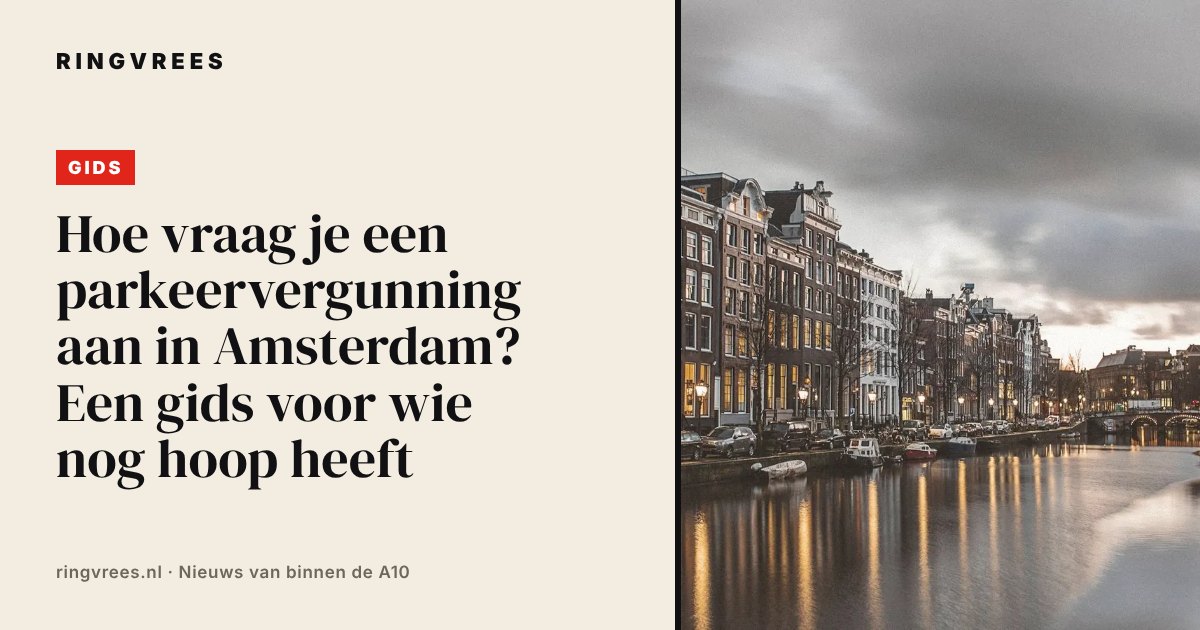 RINGVREES
GIDS
Hoe vraag je een
parkeervergunning
aan in Amsterdam?
Een gids voor wie
nog hoop heeft
ringvrees.nl · Nieuws van binnen de A10